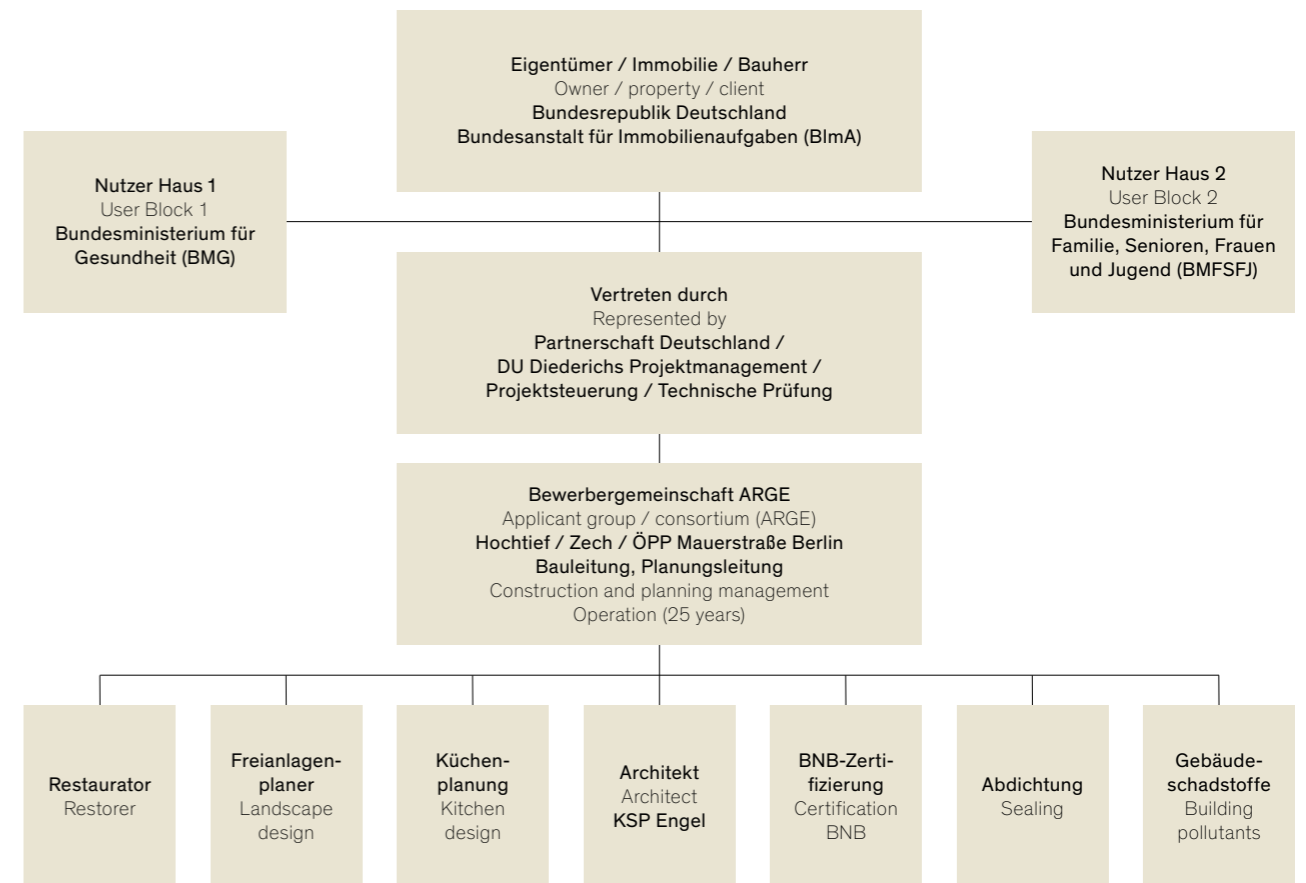 Eigentümer / Immobilie / Bauherr
Owner / property / client
Bundesrepublik Deutschland
Bundesanstalt für Immobilienaufgaben (BImA)
Nutzer Haus 1
User Block 1
Bundesministerium für
Gesundheit (BMG)
Nutzer Haus 2
User Block 2
Bundesministerium für
Familie, Senioren, Frauen
und Jugend (BMFSFJ)
Vertreten durch
Represented by
Partnerschaft Deutschland /
DU Diederichs Projektmanagement /
Projektsteuerung / Technische Prüfung
Bewerbergemeinschaft ARGE
Applicant group / consortium (ARGE)
Hochtief / Zech / ÖPP Mauerstraße Berlin
Bauleitung, Planungsleitung
Construction and planning management
Operation (25 years)
Restaurator
Restorer
Freianlagen-
planer
Landscape
design
Küchen-
planung
Kitchen
design
Architekt
Architect
KSP Engel
BNB-Zerti-
fizierung
Certification
BNB
Abdichtung
Sealing
Gebäude-
schadstoffe
Building
pollutants